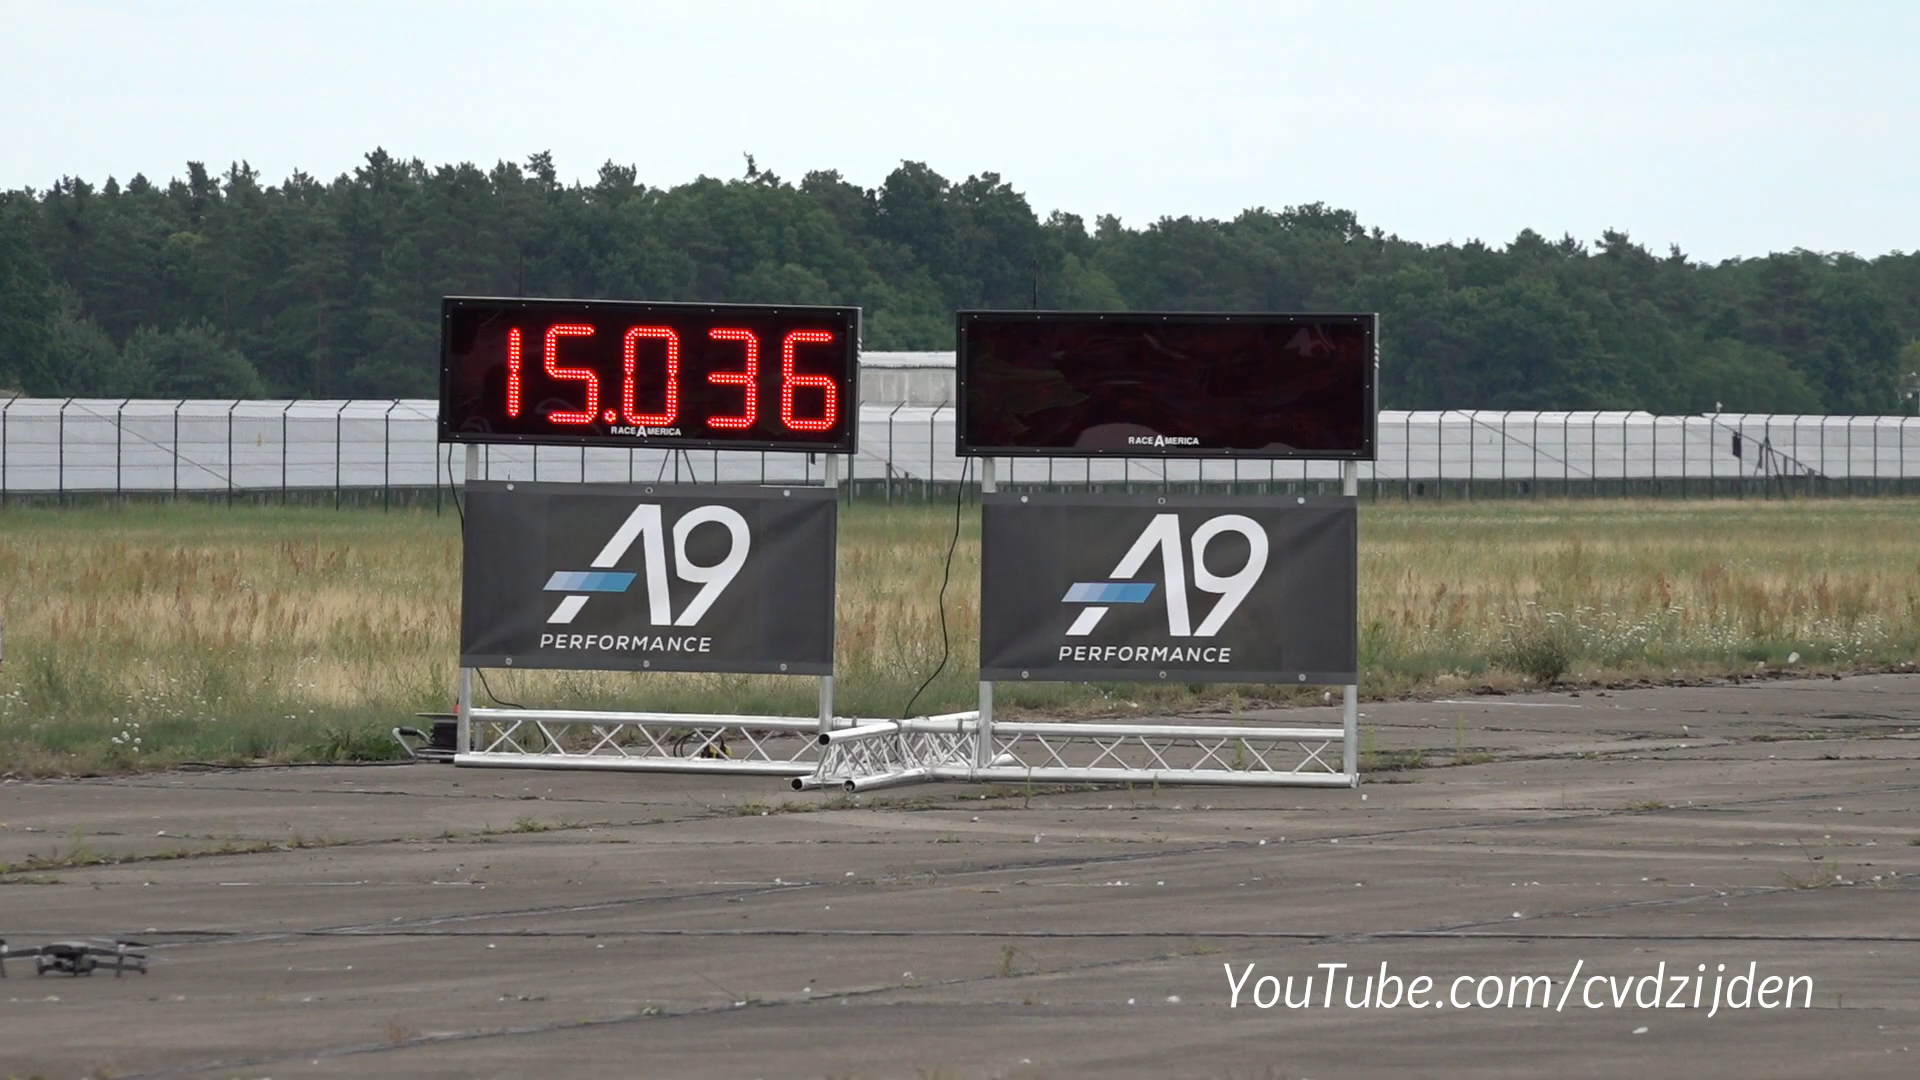 15.036
RACEAMERICA
RACEAMERICA
A9
PERFORMANCE
A9
PERFORMANCE
YouTube.com/cvdzijden